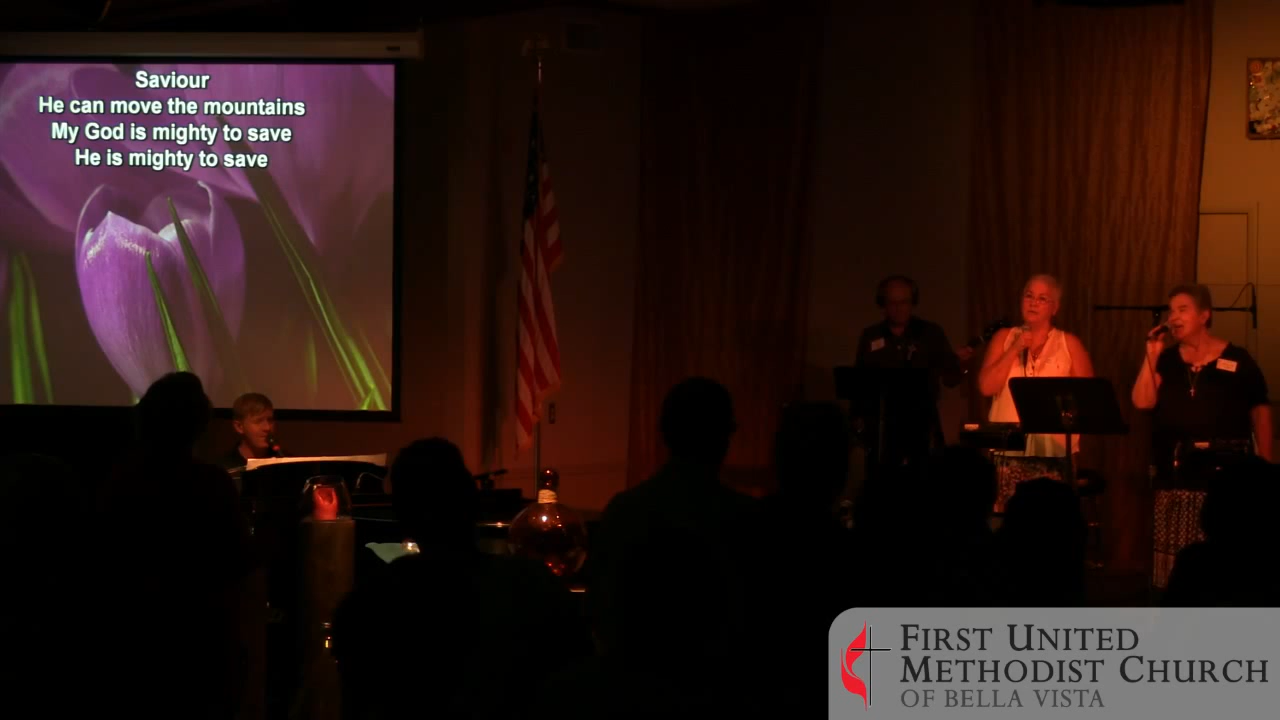 Saviour
He can move the mountains
My God is mighty to save
He is mighty to save
FIRST UNITED
METHODIST CHURCH
OF BELLA VISTA